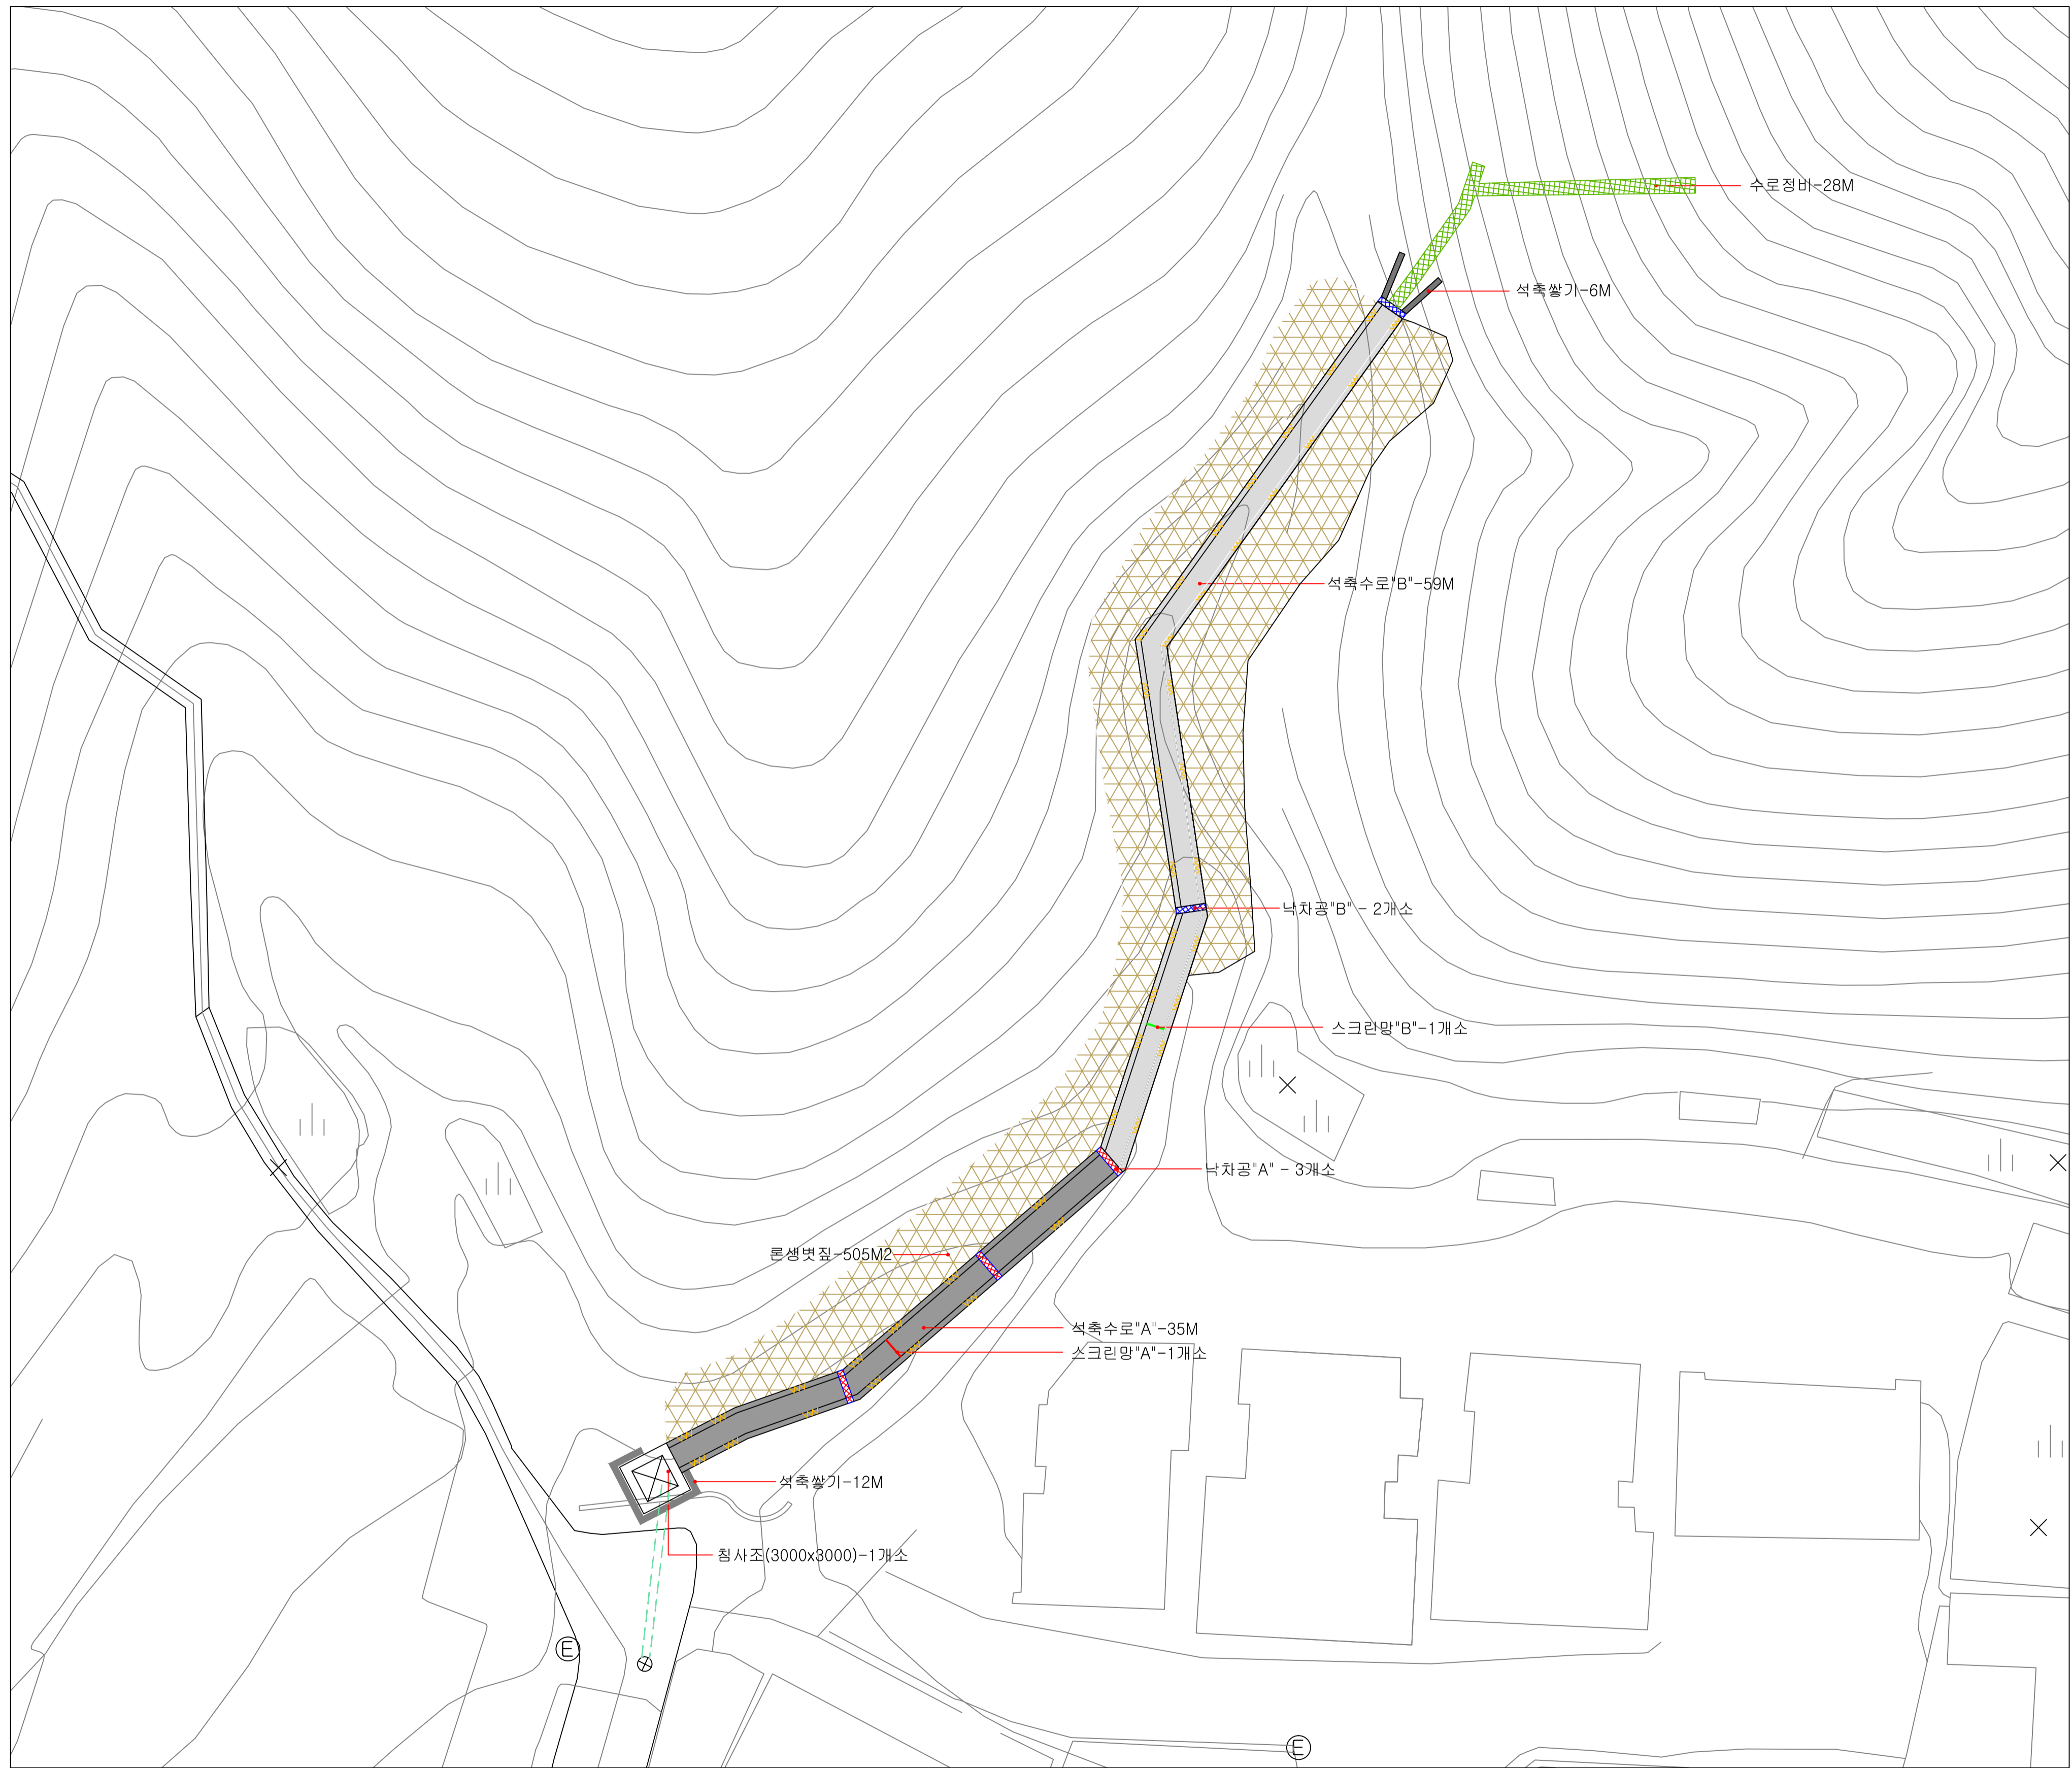 수로정비-28M
석축쌓기-6M
석축수로"B"-59M
낙차공"B" - 2개소
스크린망"B"-1개소
낙차공"A" - 3개소
론생볏짚-505M2
석축수로"A"-35M
스크린망"A"-1개소
석축쌓기-12M
침사조(3000x3000)-1개소
E
E